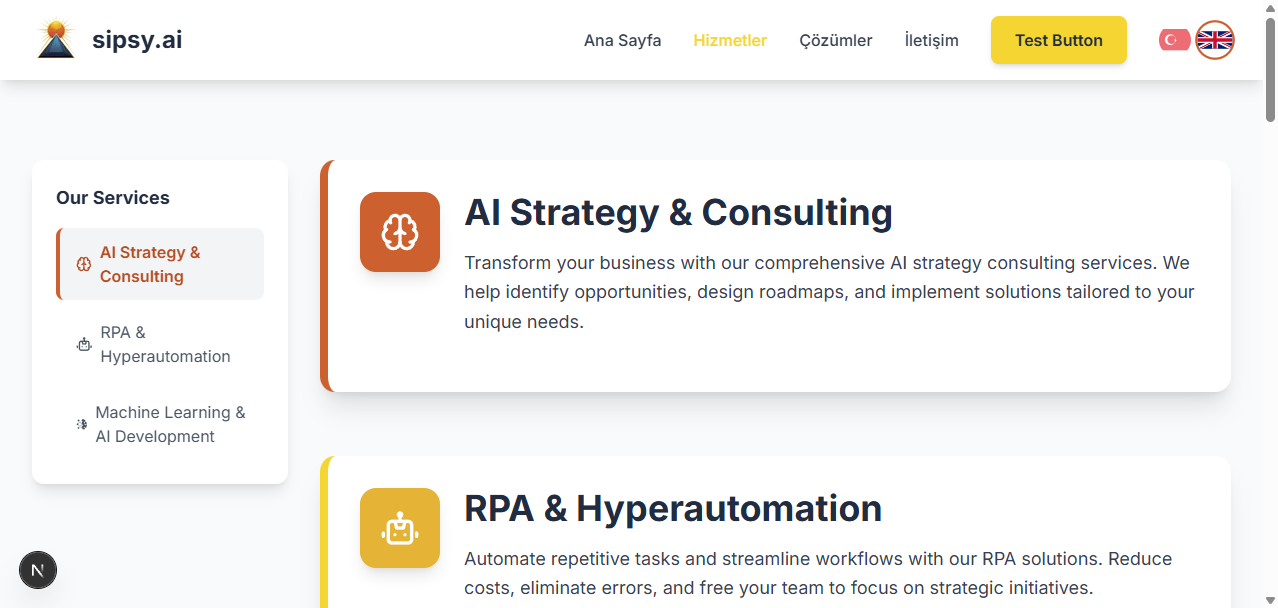 sipsy.ai
Ana Sayfa
Hizmetler
Çözümler
İletişim
Test Button
Our Services
AI Strategy &
Consulting
RPA &
Hyperautomation
Machine Learning &
AI Development
AI Strategy & Consulting
Transform your business with our comprehensive AI strategy consulting services. We
help identify opportunities, design roadmaps, and implement solutions tailored to your
unique needs.
RPA & Hyperautomation
Automate repetitive tasks and streamline workflows with our RPA solutions. Reduce
costs, eliminate errors, and free your team to focus on strategic initiatives.
N